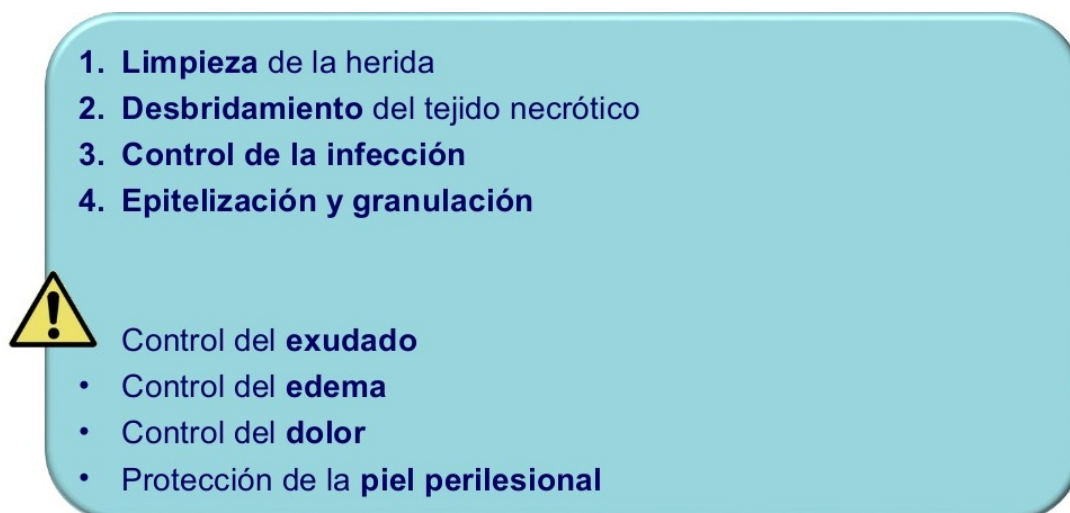 1. Limpieza de la herida
2. Desbridamiento del tejido necrótico
3. Control de la infección
4. Epitelización y granulación
Control del exudado
• Control del edema
• Control del dolor
• Protección de la piel perilesional